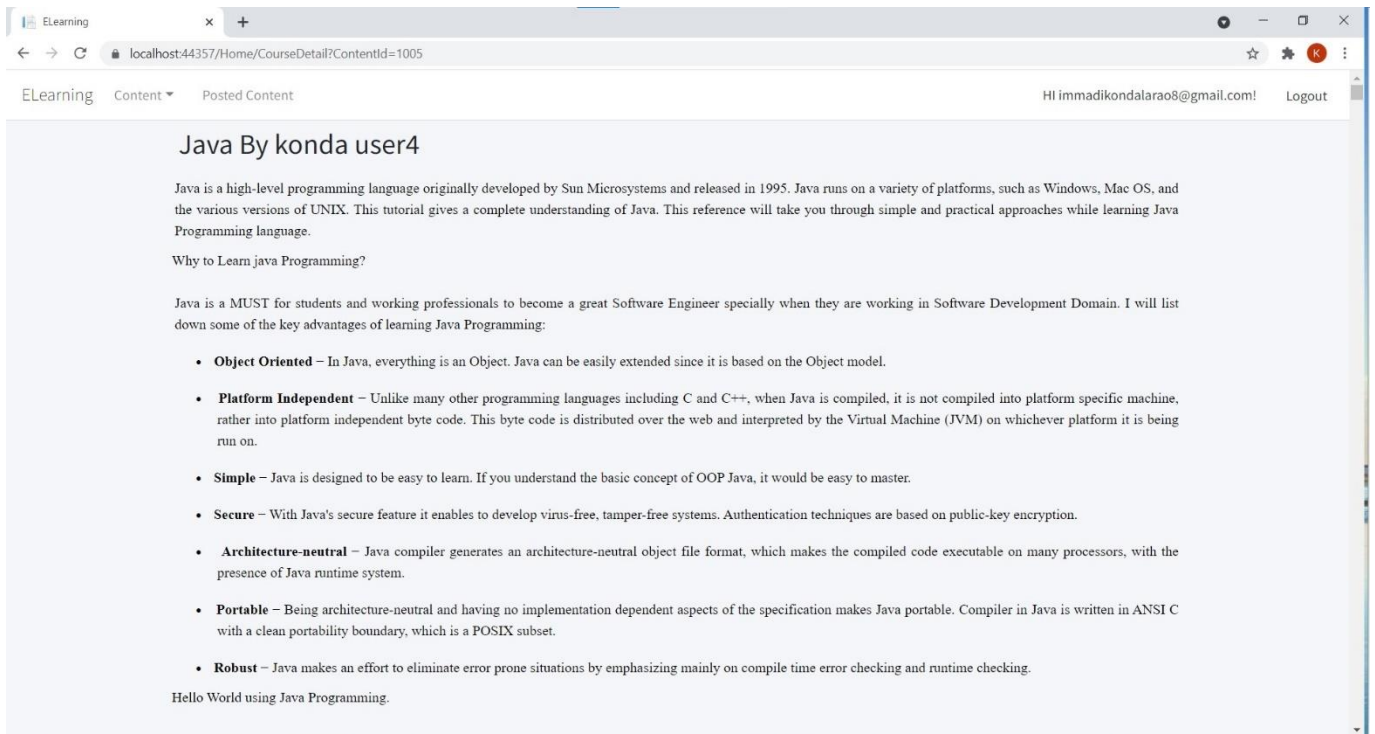 ELearning
localhost:44357/Home/CourseDetail?ContentId=1005
K
ELearning Content Posted Content HI immadikondalarao8@gmail.com! Logout
Java By konda user4
Java is a high-level programming language originally developed by Sun Microsystems and released in 1995. Java runs on a variety of platforms, such as Windows, Mac OS, and
the various versions of UNIX. This tutorial gives a complete understanding of Java. This reference will take you through simple and practical approaches while learning Java
Programming language.
Why to Learn java Programming?
Java is a MUST for students and working professionals to become a great Software Engineer specially when they are working in Software Development Domain. I will list
down some of the key advantages of learning Java Programming:
• Object Oriented − In Java, everything is an Object. Java can be easily extended since it is based on the Object model.
• Platform Independent − Unlike many other programming languages including C and C++, when Java is compiled, it is not compiled into platform specific machine,
rather into platform independent byte code. This byte code is distributed over the web and interpreted by the Virtual Machine (JVM) on whichever platform it is being
run on.
• Simple − Java is designed to be easy to learn. If you understand the basic concept of OOP Java, it would be easy to master.
• Secure − With Java's secure feature it enables to develop virus-free, tamper-free systems. Authentication techniques are based on public-key encryption.
• Architecture-neutral − Java compiler generates an architecture-neutral object file format, which makes the compiled code executable on many processors, with the
presence of Java runtime system.
• Portable − Being architecture-neutral and having no implementation dependent aspects of the specification makes Java portable. Compiler in Java is written in ANSI C
with a clean portability boundary, which is a POSIX subset.
• Robust − Java makes an effort to eliminate error prone situations by emphasizing mainly on compile time error checking and runtime checking.
Hello World using Java Programming.